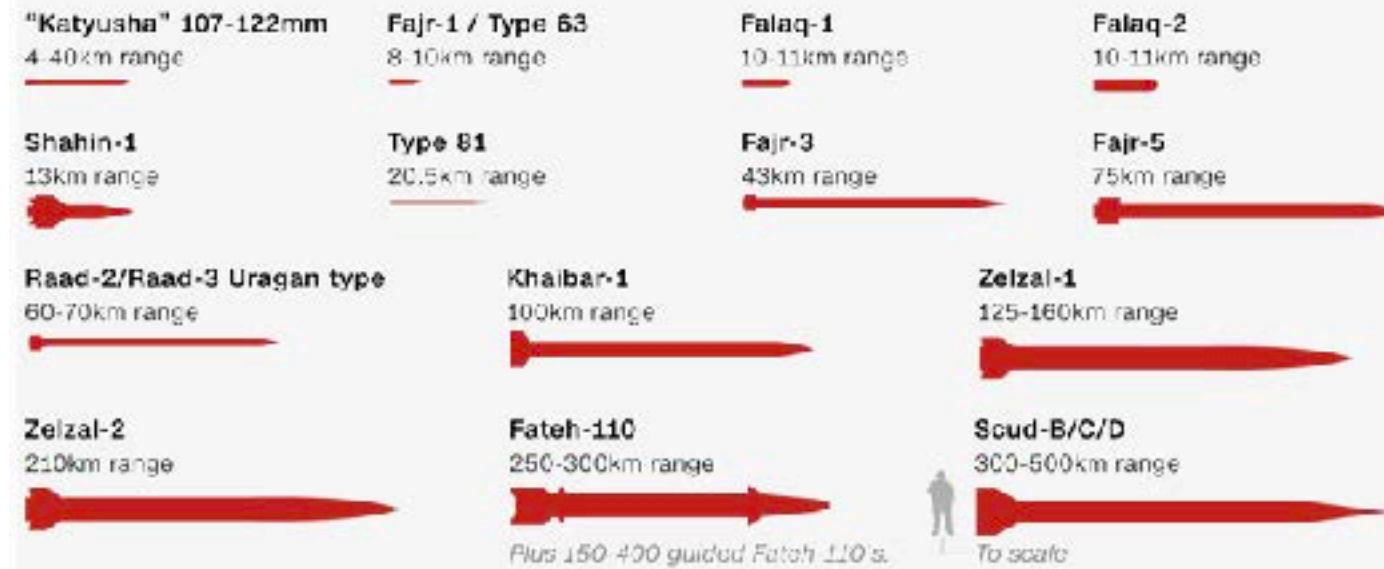 "Katyusha" 107-122mm
4-40km range
Fajr-1 / Type 63
8-10km range
Falaq-1
10-11km range
Falaq-2
10-11km range
Shahin-1
13km range
Type 81
20.5km range
Fajr-3
43km range
Fajr-5
75km range
Raad-2/Raad-3 Uragan type
60-70km range
Khaibar-1
100km range
Zelzal-1
125-160km range
Zelzal-2
210km range
Fateh-110
250-300km range
Plus 150-400 guided Fateh-110's.
Scud-B/C/D
300-500km range
To scale